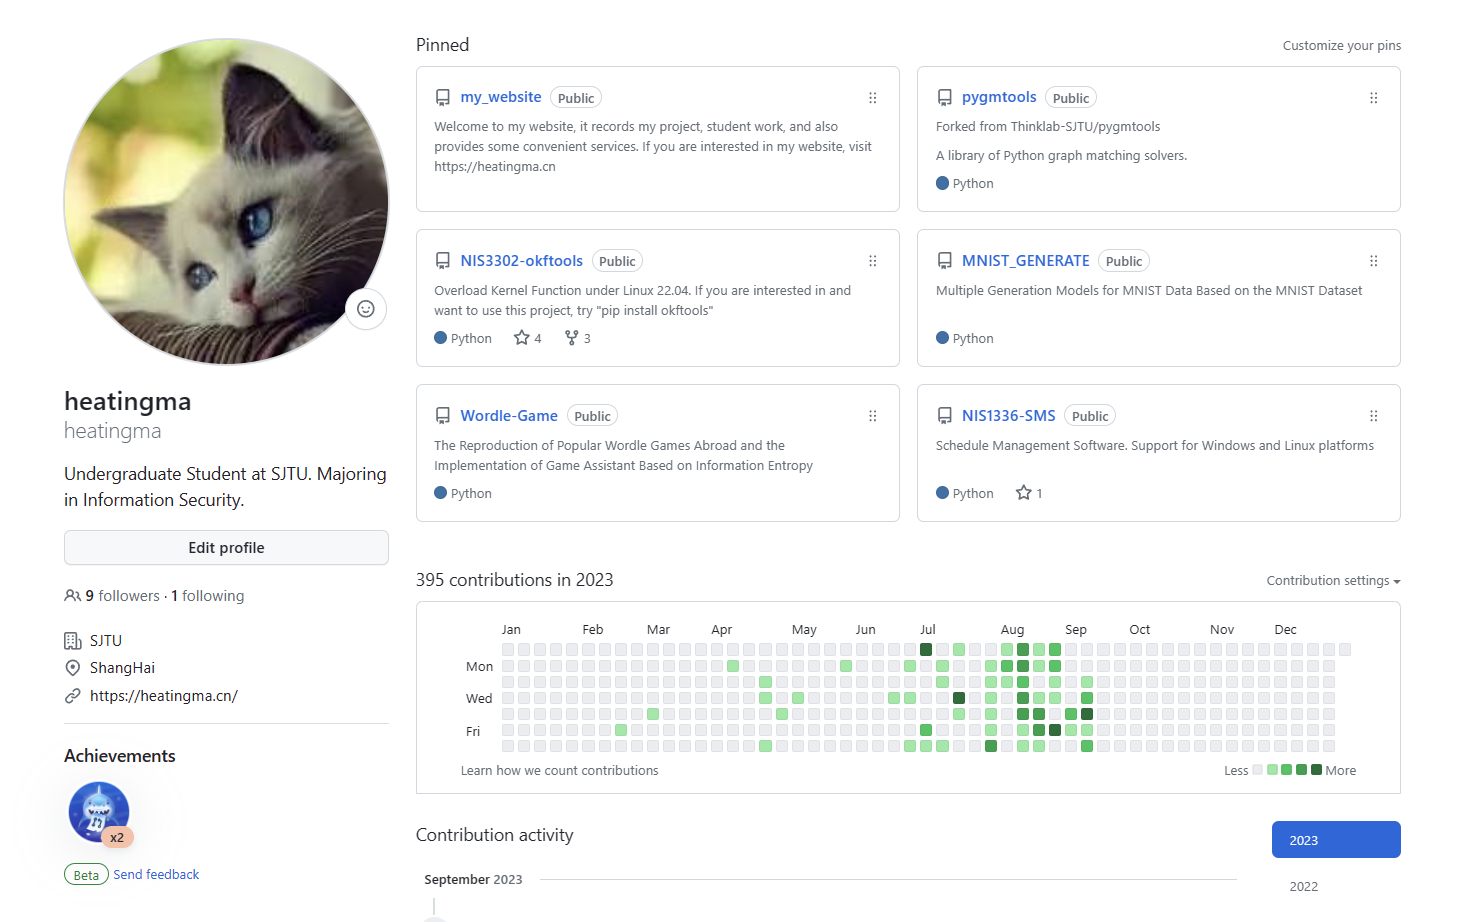 heatingma
heatingma
Undergraduate Student at SJTU. Majoring
in Information Security.
Edit profile
9 followers · 1 following
SJTU
ShangHai
https://heatingma.cn/
Achievements
x2
Beta Send feedback
Pinned
Customize your pins
my_website Public
Welcome to my website, it records my project, student work, and also
provides some convenient services. If you are interested in my website, visit
https://heatingma.cn
pygmtools Public
Forked from Thinklab-SJTU/pygmtools
A library of Python graph matching solvers.
Python
NIS3302-okftools Public
Overload Kernel Function under Linux 22.04. If you are interested in and
want to use this project, try "pip install okftools"
Python 4 3
MNIST_GENERATE Public
Multiple Generation Models for MNIST Data Based on the MNIST Dataset
Python
Wordle-Game Public
The Reproduction of Popular Wordle Games Abroad and the
Implementation of Game Assistant Based on Information Entropy
Python
NIS1336-SMS Public
Schedule Management Software. Support for Windows and Linux platforms
Python 1
395 contributions in 2023
Contribution settings
Jan Feb Mar Apr May Jun Jul Aug Sep Oct Nov Dec
Mon
Wed
Fri
Learn how we count contributions
Less More
Contribution activity
2023
September 2023
2022